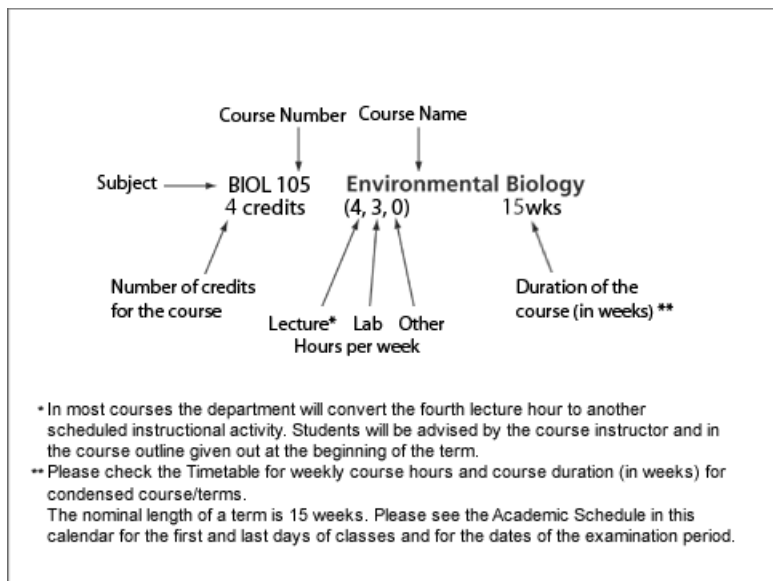 Course Number Course Name
Subject BIOL 105 Environmental Biology
4 credits (4, 3, 0) 15wks
Number of credits
for the course
Lecture* Lab Other
Hours per week
Duration of the
course (in weeks) **
* In most courses the department will convert the fourth lecture hour to another
scheduled instructional activity. Students will be advised by the course instructor and in
the course outline given out at the beginning of the term.
** Please check the Timetable for weekly course hours and course duration (in weeks) for
condensed course/terms.
The nominal length of a term is 15 weeks. Please see the Academic Schedule in this
calendar for the first and last days of classes and for the dates of the examination period.